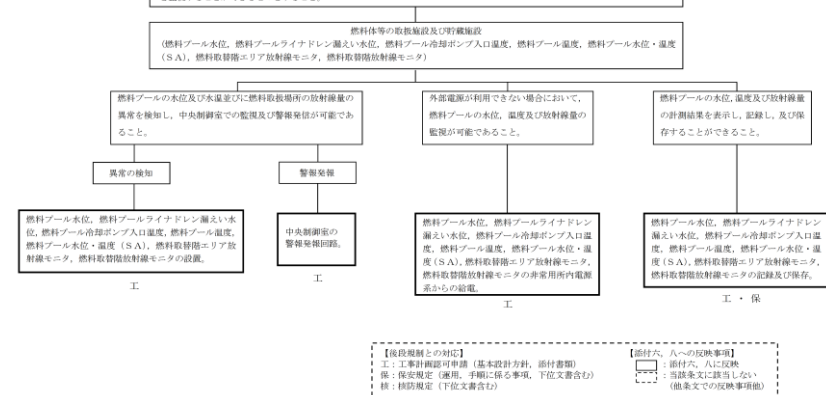 燃料体等の取扱施設及び貯蔵施設
(燃料プール水位，燃料プールライナドレン漏えい水位，燃料プール冷却ポンプ入口温度，燃料プール温度，燃料プール水位・温度
(ＳＡ)，燃料取替階エリア放射線モニタ，燃料取替階放射線モニタ)
燃料プールの水位及び水温並びに燃料取扱場所の放射線量の
異常を検知し，中央制御室での監視及び警報発信が可能であ
ること。
外部電源が利用できない場合において，
燃料プールの水位，温度及び放射線量の
監視が可能であること。
燃料プールの水位，温度及び放射線量
の計測結果を表示し，記録し，及び保
存することができること。
異常の検知
警報発報
燃料プール水位，燃料プールライナドレン漏えい水
位，燃料プール冷却ポンプ入口温度，燃料プール温度，
燃料プール水位・温度（ＳＡ），燃料取替階エリア放
射線モニタ，燃料取替階放射線モニタの設置。
工
中央制御室の
警報発報回路。
工
燃料プール水位，燃料プールライナドレン
漏えい水位，燃料プール冷却ポンプ入口温
度，燃料プール温度，燃料プール水位・温
度（ＳＡ），燃料取替階エリア放射線モニタ，
燃料取替階放射線モニタの非常用所内電源
系からの給電。
工
燃料プール水位，燃料プールライナドレン
漏えい水位，燃料プール冷却ポンプ入口温
度，燃料プール温度，燃料プール水位・温
度（ＳＡ），燃料取替階エリア放射線モニタ，
燃料取替階放射線モニタの記録及び保存。
工 ・ 保
【後段規制との対応】
工：工事計画認可申請（基本設計方針，添付書類）
保：保安規定（運用，手順に係る事項，下位文書含む）
核：核防規定（下位文書含む）
【添付六，八への反映事項】
：添付六，八に反映
：当該条文に該当しない
（他条文での反映事項他）